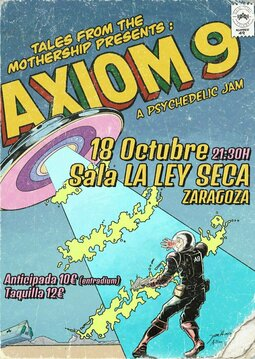 TALES FROM THE
MOTHERSHIP PRESENTS:
AXIOM 9
A PSYCHEDELIC JAM
18 Octubre 21:30H
Sala LA LEY SECA
ZARAGOZA
Anticipada 10€ (entradium)
Taquilla 12€